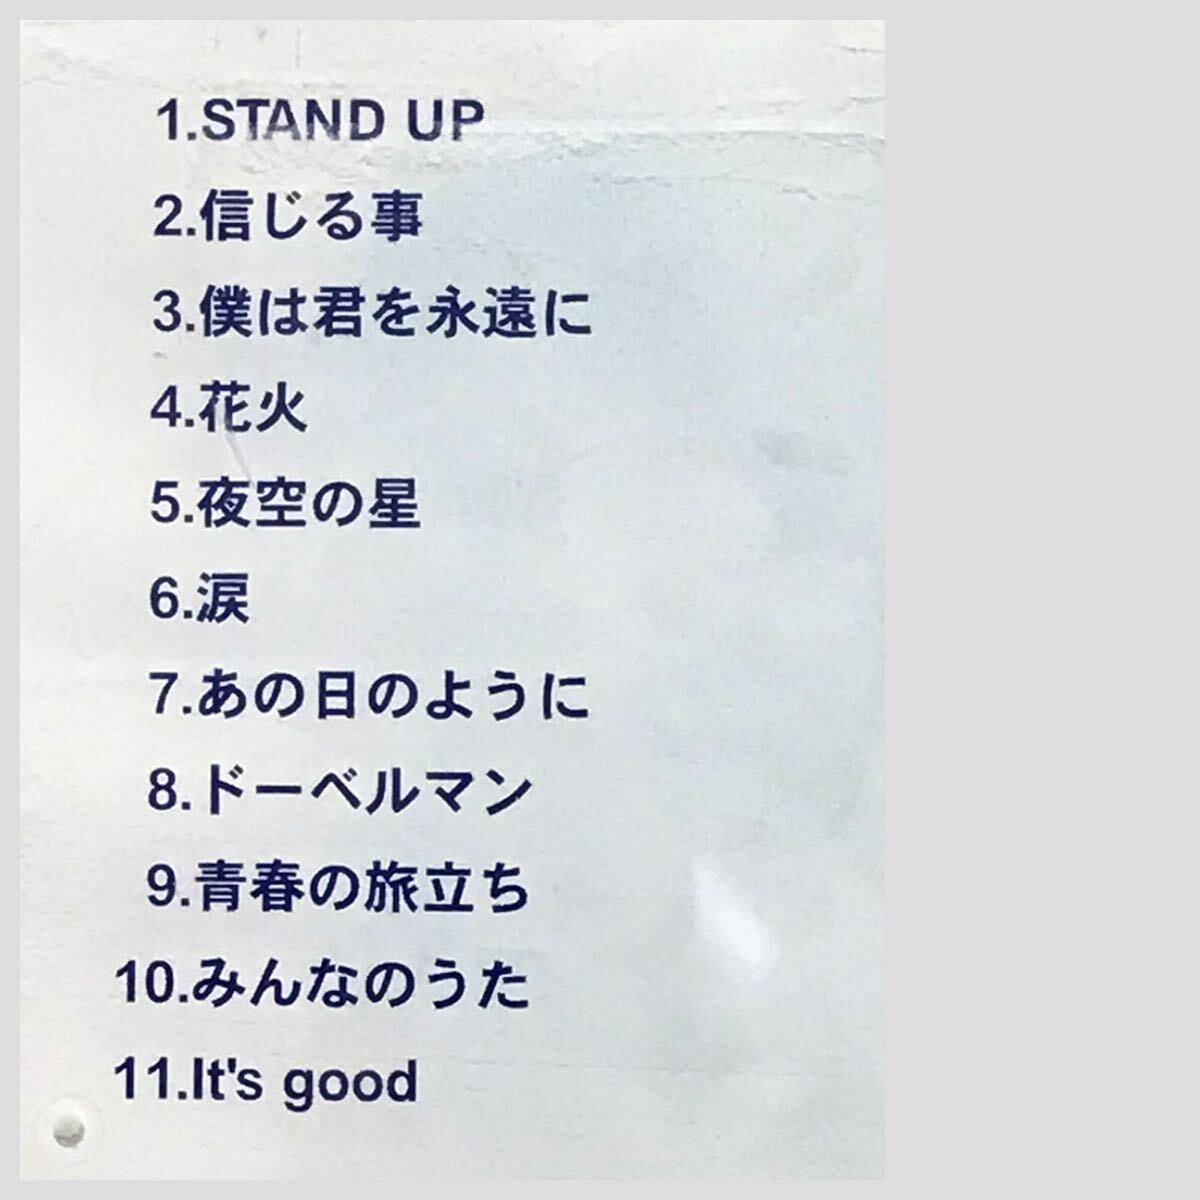 1.STAND UP
2.信じる事
3.僕は君を永遠に
4.花火
5.夜空の星
6.涙
7.あの日のように
8.ドーベルマン
9.青春の旅立ち
10.みんなのうた
11.It's good